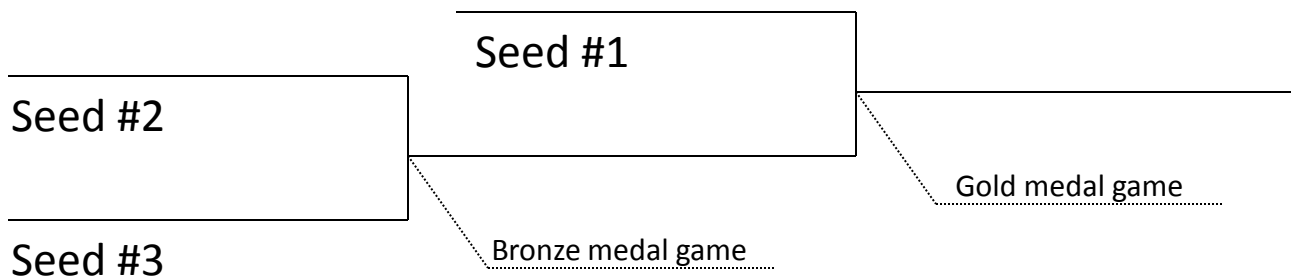 Seed #1
Seed #2
Gold medal game
Bronze medal game
Seed #3